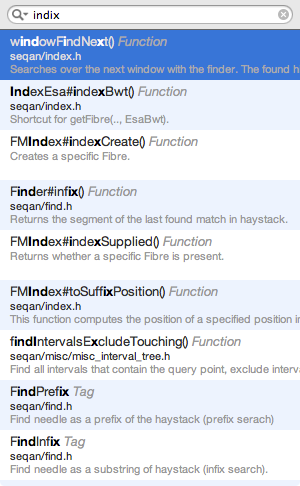 indix
windowFindNext() Function
seqan/index.h
Searches over the next window with the finder. The found h
IndexEsa#indexBwt() Function
seqan/index.h
Shortcut for getFibre(.., EsaBwt).
FMIndex#indexCreate() Function
Creates a specific Fibre.
Finder#infix() Function
seqan/find.h
Returns the segment of the last found match in haystack.
FMIndex#indexSupplied() Function
Returns whether a specific Fibre is present.
FMIndex#toSuffixPosition() Function
seqan/index.h
This function computes the position of a specified position in
findIntervalsExcludeTouching() Function
seqan/misc/misc_interval_tree.h
Find all intervals that contain the query point, exclude interv
FindPrefix Tag
seqan/find.h
Find needle as a prefix of the haystack (prefix serach)
FindInfix Tag
seqan/find.h
Find needle as a substring of haystack (infix search).